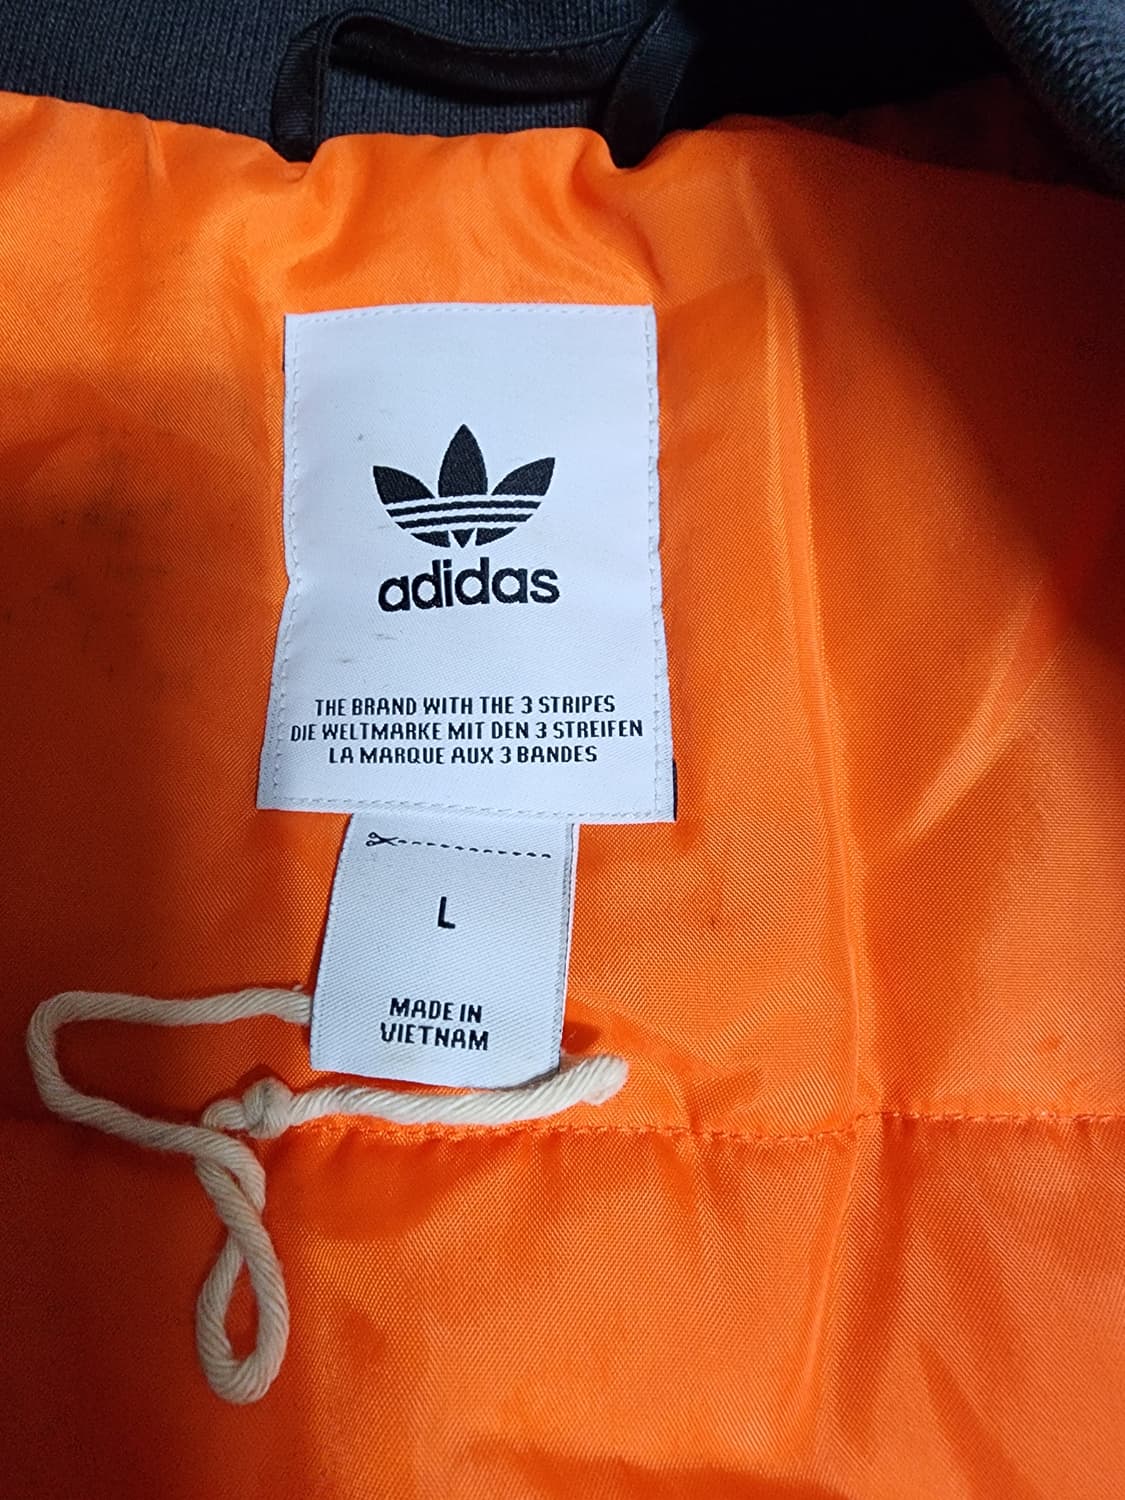 adidas
THE BRAND WITH THE 3 STRIPES
DIE WELTMARKE MIT DEN 3 STREIFEN
LA MARQUE AUX 3 BANDES
L
MADE IN
VIETNAM